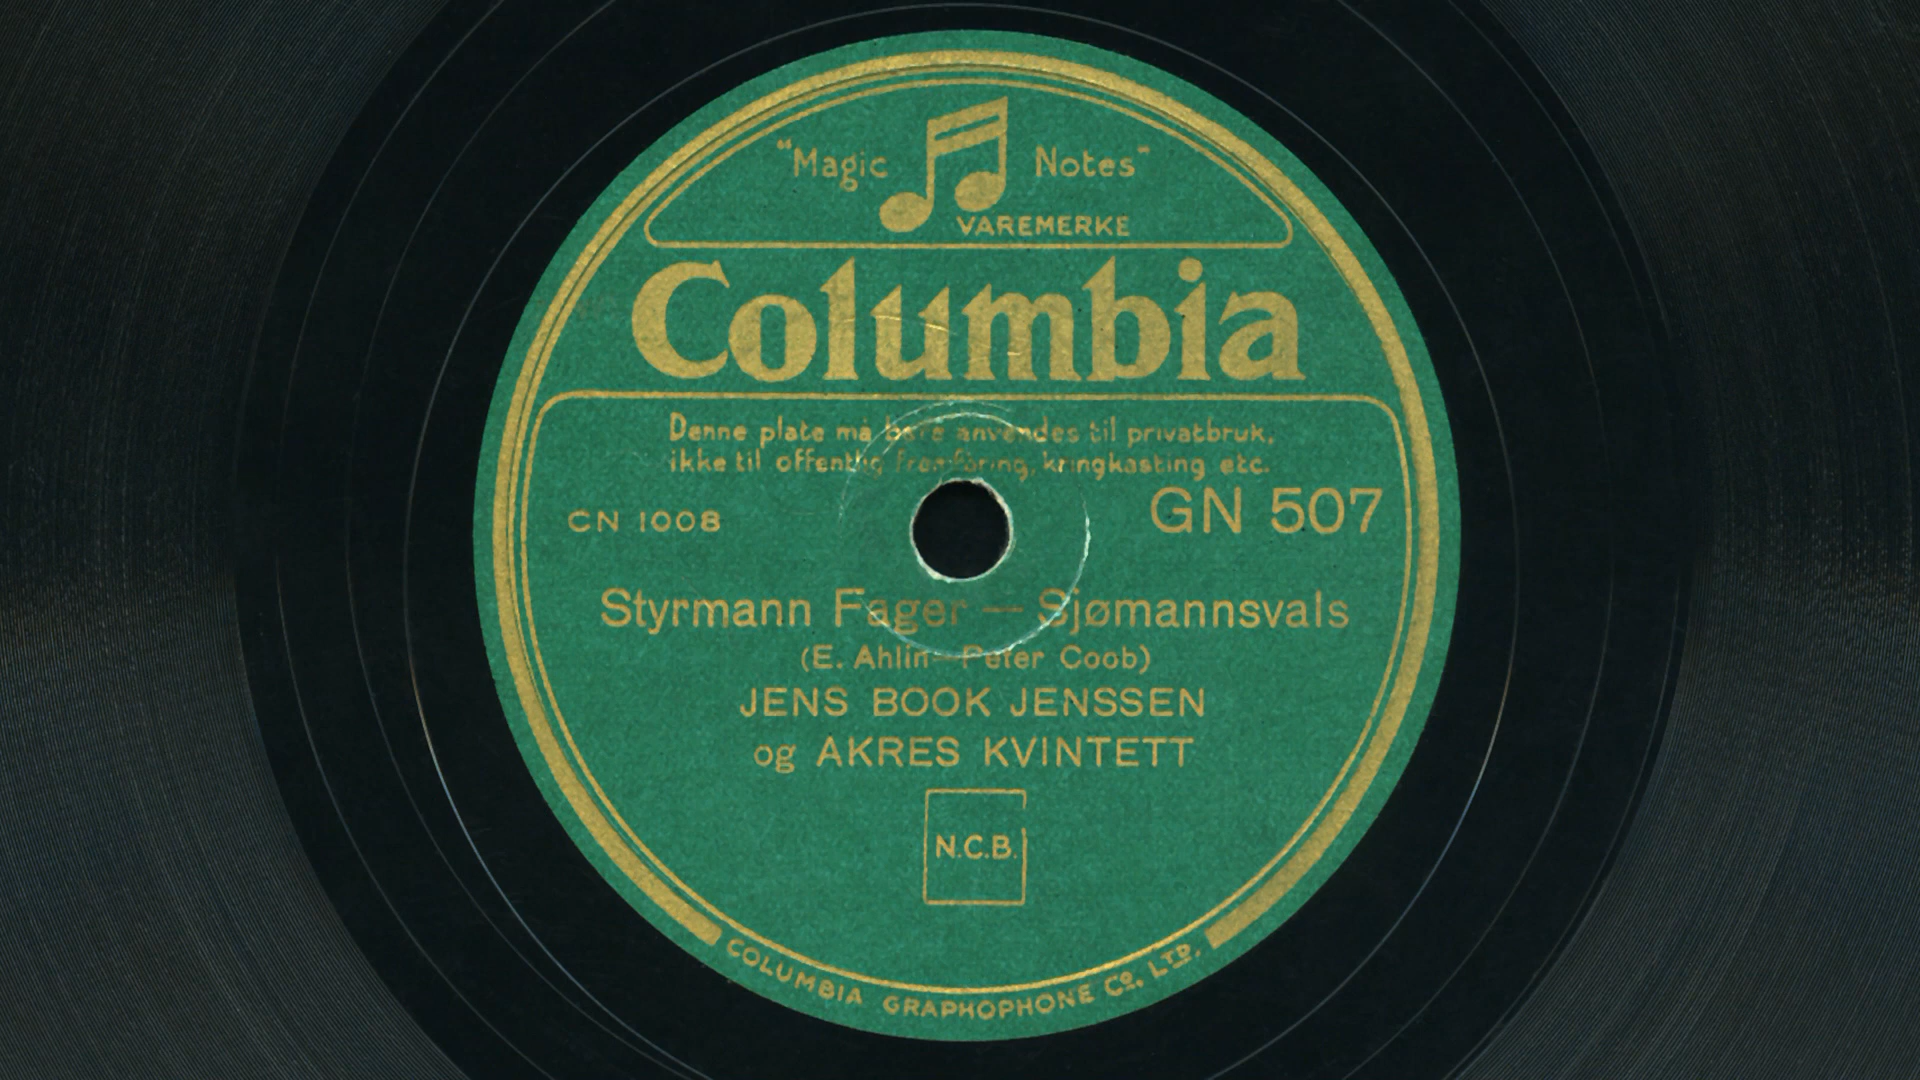 "Magic Notes"
VAREMERKE
Columbia
Denne plate må bare anvendes til privatbruk,
ikke til offentlig framføring, kringkasting etc.
CN 1008
GN 507
Styrmann Fager — Sjømannsvals
(E. Ahlin—Peter Coob)
JENS BOOK JENSSEN
og AKRES KVINTETT
N.C.B.
COLUMBIA GRAPHOPHONE Co. LTD.